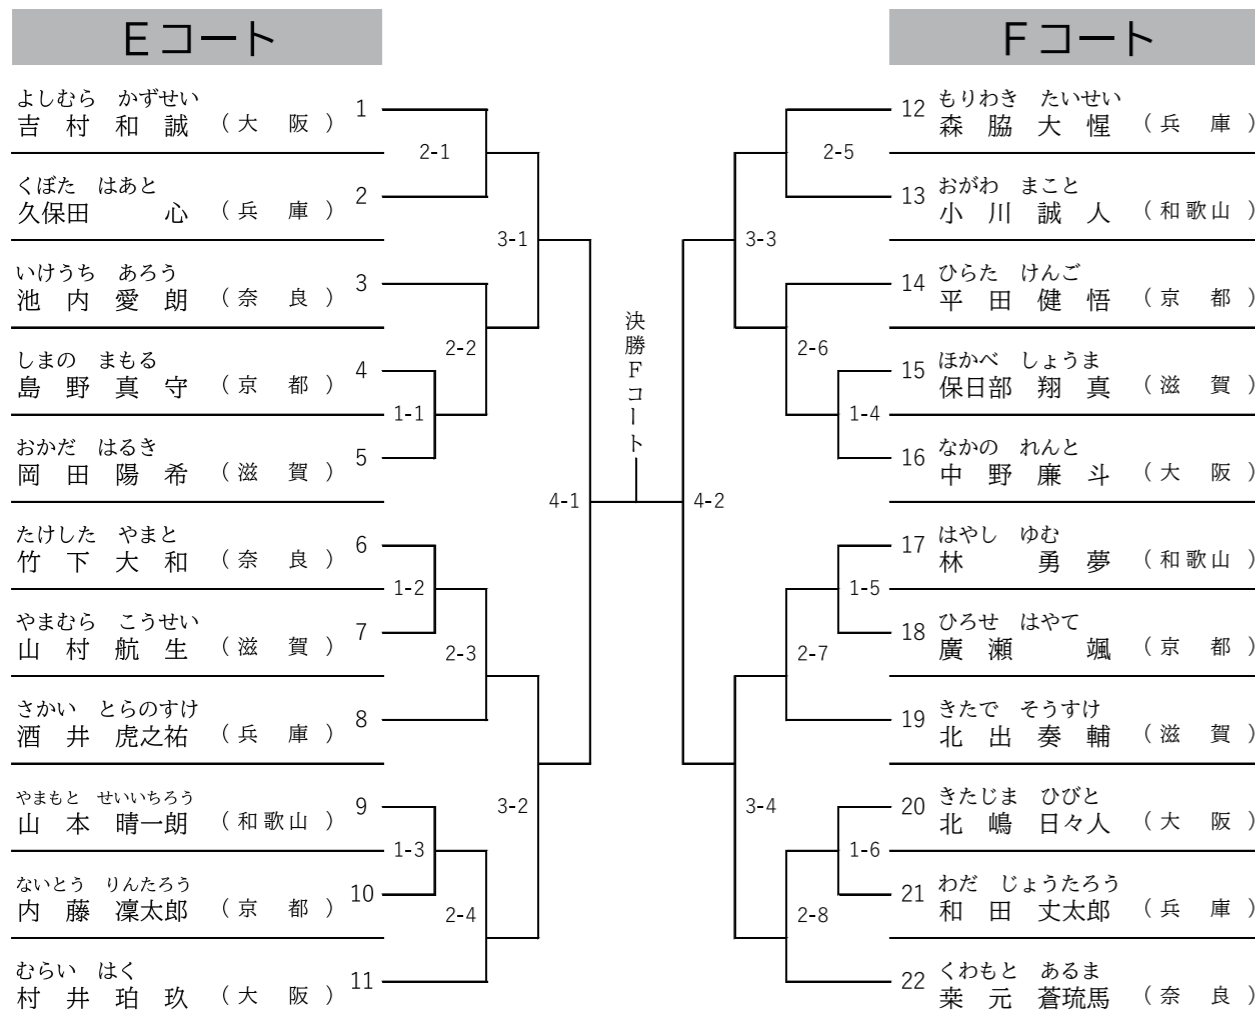 Eコート
よしむら かずせい
吉村和誠 (大阪) 1
くぼた はあと
久保田 心 (兵庫) 2
いけうち あろう
池内愛朗 (奈良) 3
しまの まもる
島野真守 (京都) 4
おかだ はるき
岡田陽希 (滋賀) 5
たけした やまと
竹下大和 (奈良) 6
やまむら こうせい
山村航生 (滋賀) 7
さかい とらのすけ
酒井虎之祐 (兵庫) 8
やまもと せいいちろう
山本晴一朗 (和歌山) 9
ないとう りんたろう
内藤凜太郎 (京都) 10
むらい はく
村井珀玖 (大阪) 11
2-1
3-1
2-2
1-1
4-1
1-2
2-3
3-2
1-3
2-4
決勝Fコート
Fコート
12 もりわき たいせい
森脇大惺 (兵庫)
13 おがわ まこと
小川誠人 (和歌山)
14 ひらた けんご
平田健悟 (京都)
15 ほかべ しょうま
保日部翔真 (滋賀)
16 なかの れんと
中野廉斗 (大阪)
17 はやし ゆむ
林勇夢 (和歌山)
18 ひろせ はやて
廣瀬颯 (京都)
19 きたで そうすけ
北出奏輔 (滋賀)
20 きたじま ひびと
北嶋日々人 (大阪)
21 わだ じょうたろう
和田丈太郎 (兵庫)
22 くわもと あるま
桒元蒼琉馬 (奈良)
2-5
3-3
2-6
1-4
4-2
1-5
2-7
3-4
1-6
2-8